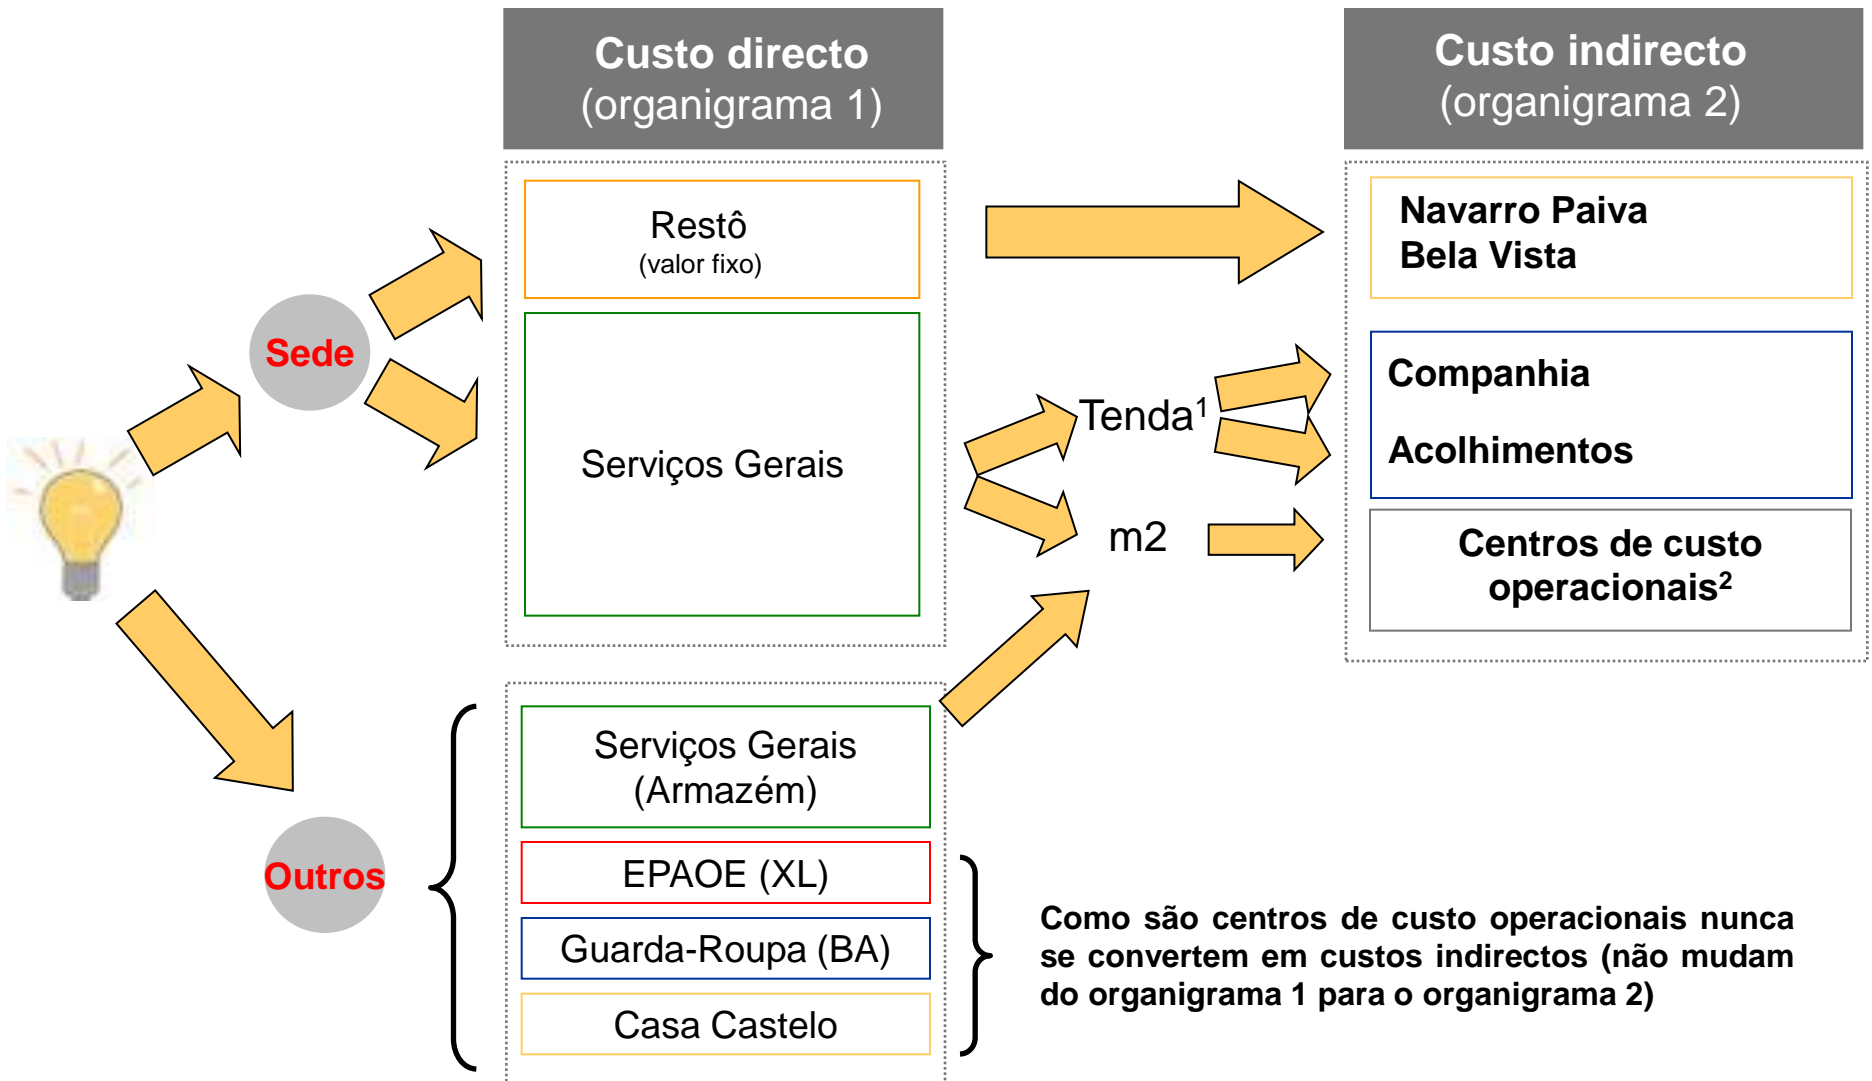 Custo directo
(organigrama 1)
Custo indirecto
(organigrama 2)
Restô
(valor fixo)
Navarro Paiva
Bela Vista
Sede
Serviços Gerais
Tenda¹
m2
Companhia
Acolhimentos
Centros de custo
operacionais²
Outros
Serviços Gerais
(Armazém)
EPAOE (XL)
Guarda-Roupa (BA)
Casa Castelo
Como são centros de custo operacionais nunca
se convertem em custos indirectos (não mudam
do organigrama 1 para o organigrama 2)